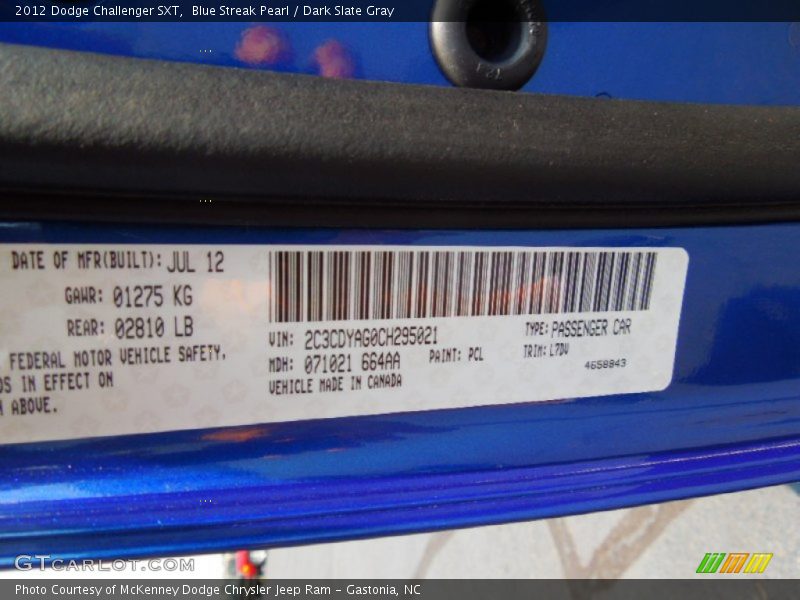 2012 Dodge Challenger SXT,  Blue Streak Pearl / Dark Slate Gray
DATE OF MFR(BUILT): JUL 12
GAWR: 01275 KG
REAR: 02810 LB
FEDERAL MOTOR VEHICLE SAFETY,
IN EFFECT ON
ABOVE.
VIN: 2C3CDYAG0CH295021
MDH: 071021 664AA
PAINT: PCL
VEHICLE MADE IN CANADA
TYPE: PASSENGER CAR
TRIM: L7DV
4658843
GTCarLot.com
Photo Courtesy of McKenney Dodge Chrysler Jeep Ram - Gastonia, NC